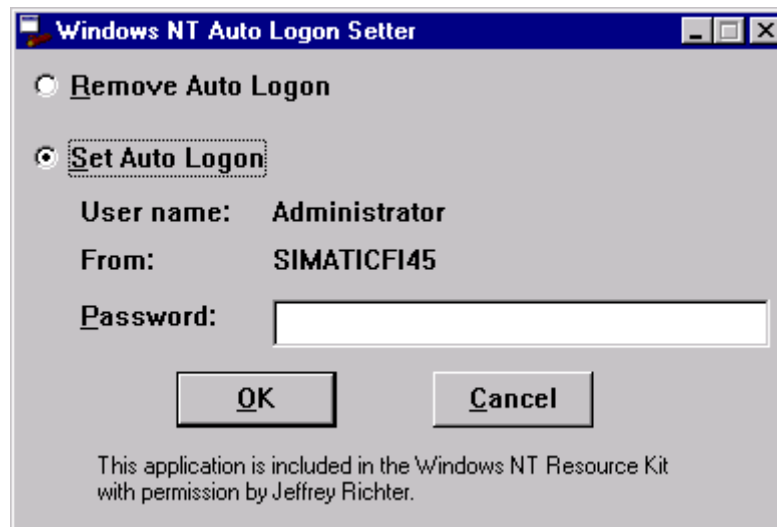 Windows NT Auto Logon Setter
Remove Auto Logon
Set Auto Logon
User name: Administrator
From: SIMATICFI45
Password:
OK Cancel
This application is included in the Windows NT Resource Kit
with permission by Jeffrey Richter.